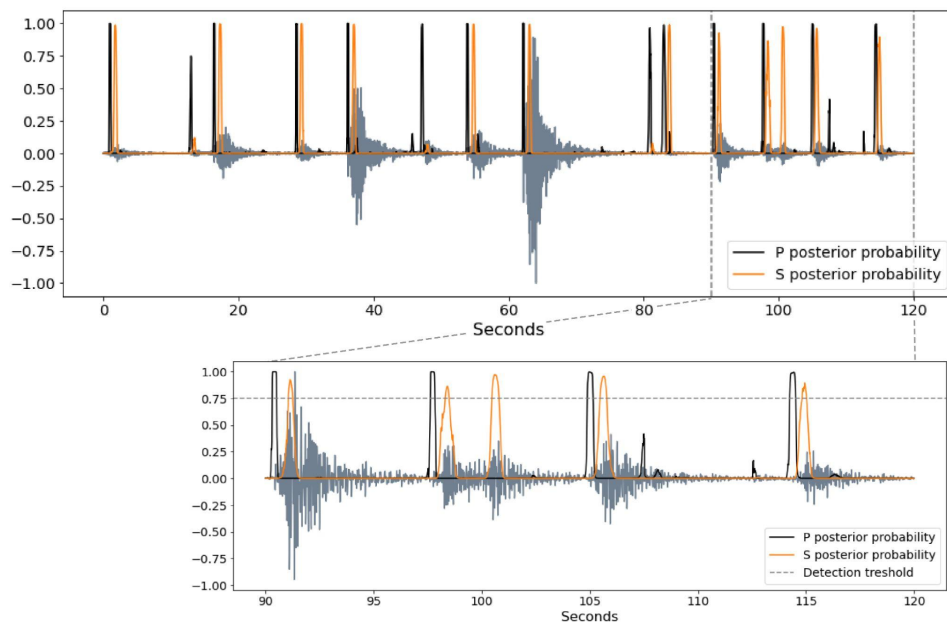 1.00
0.75
0.50
0.25
0.00
−0.25
−0.50
−0.75
−1.00
P posterior probability
S posterior probability
0 20 40 60 80 100 120
Seconds
1.00
0.75
0.50
0.25
0.00
−0.25
−0.50
−0.75
−1.00
P posterior probability
S posterior probability
Detection treshold
90 95 100 105 110 115 120
Seconds